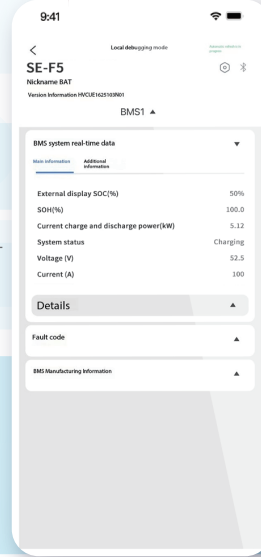 9:41
Local debugging mode
SE-F5
Nickname BAT
Version Information HVCUE1625103N01
BMS1
BMS system real-time data
Main information
Additional
information
External display SOC(%) 50%
SOH(%) 100.0
Current charge and discharge power(kW) 5.12
System status Charging
Voltage (V) 52.5
Current (A) 100
Details
Fault code
BMS Manufacturing Information